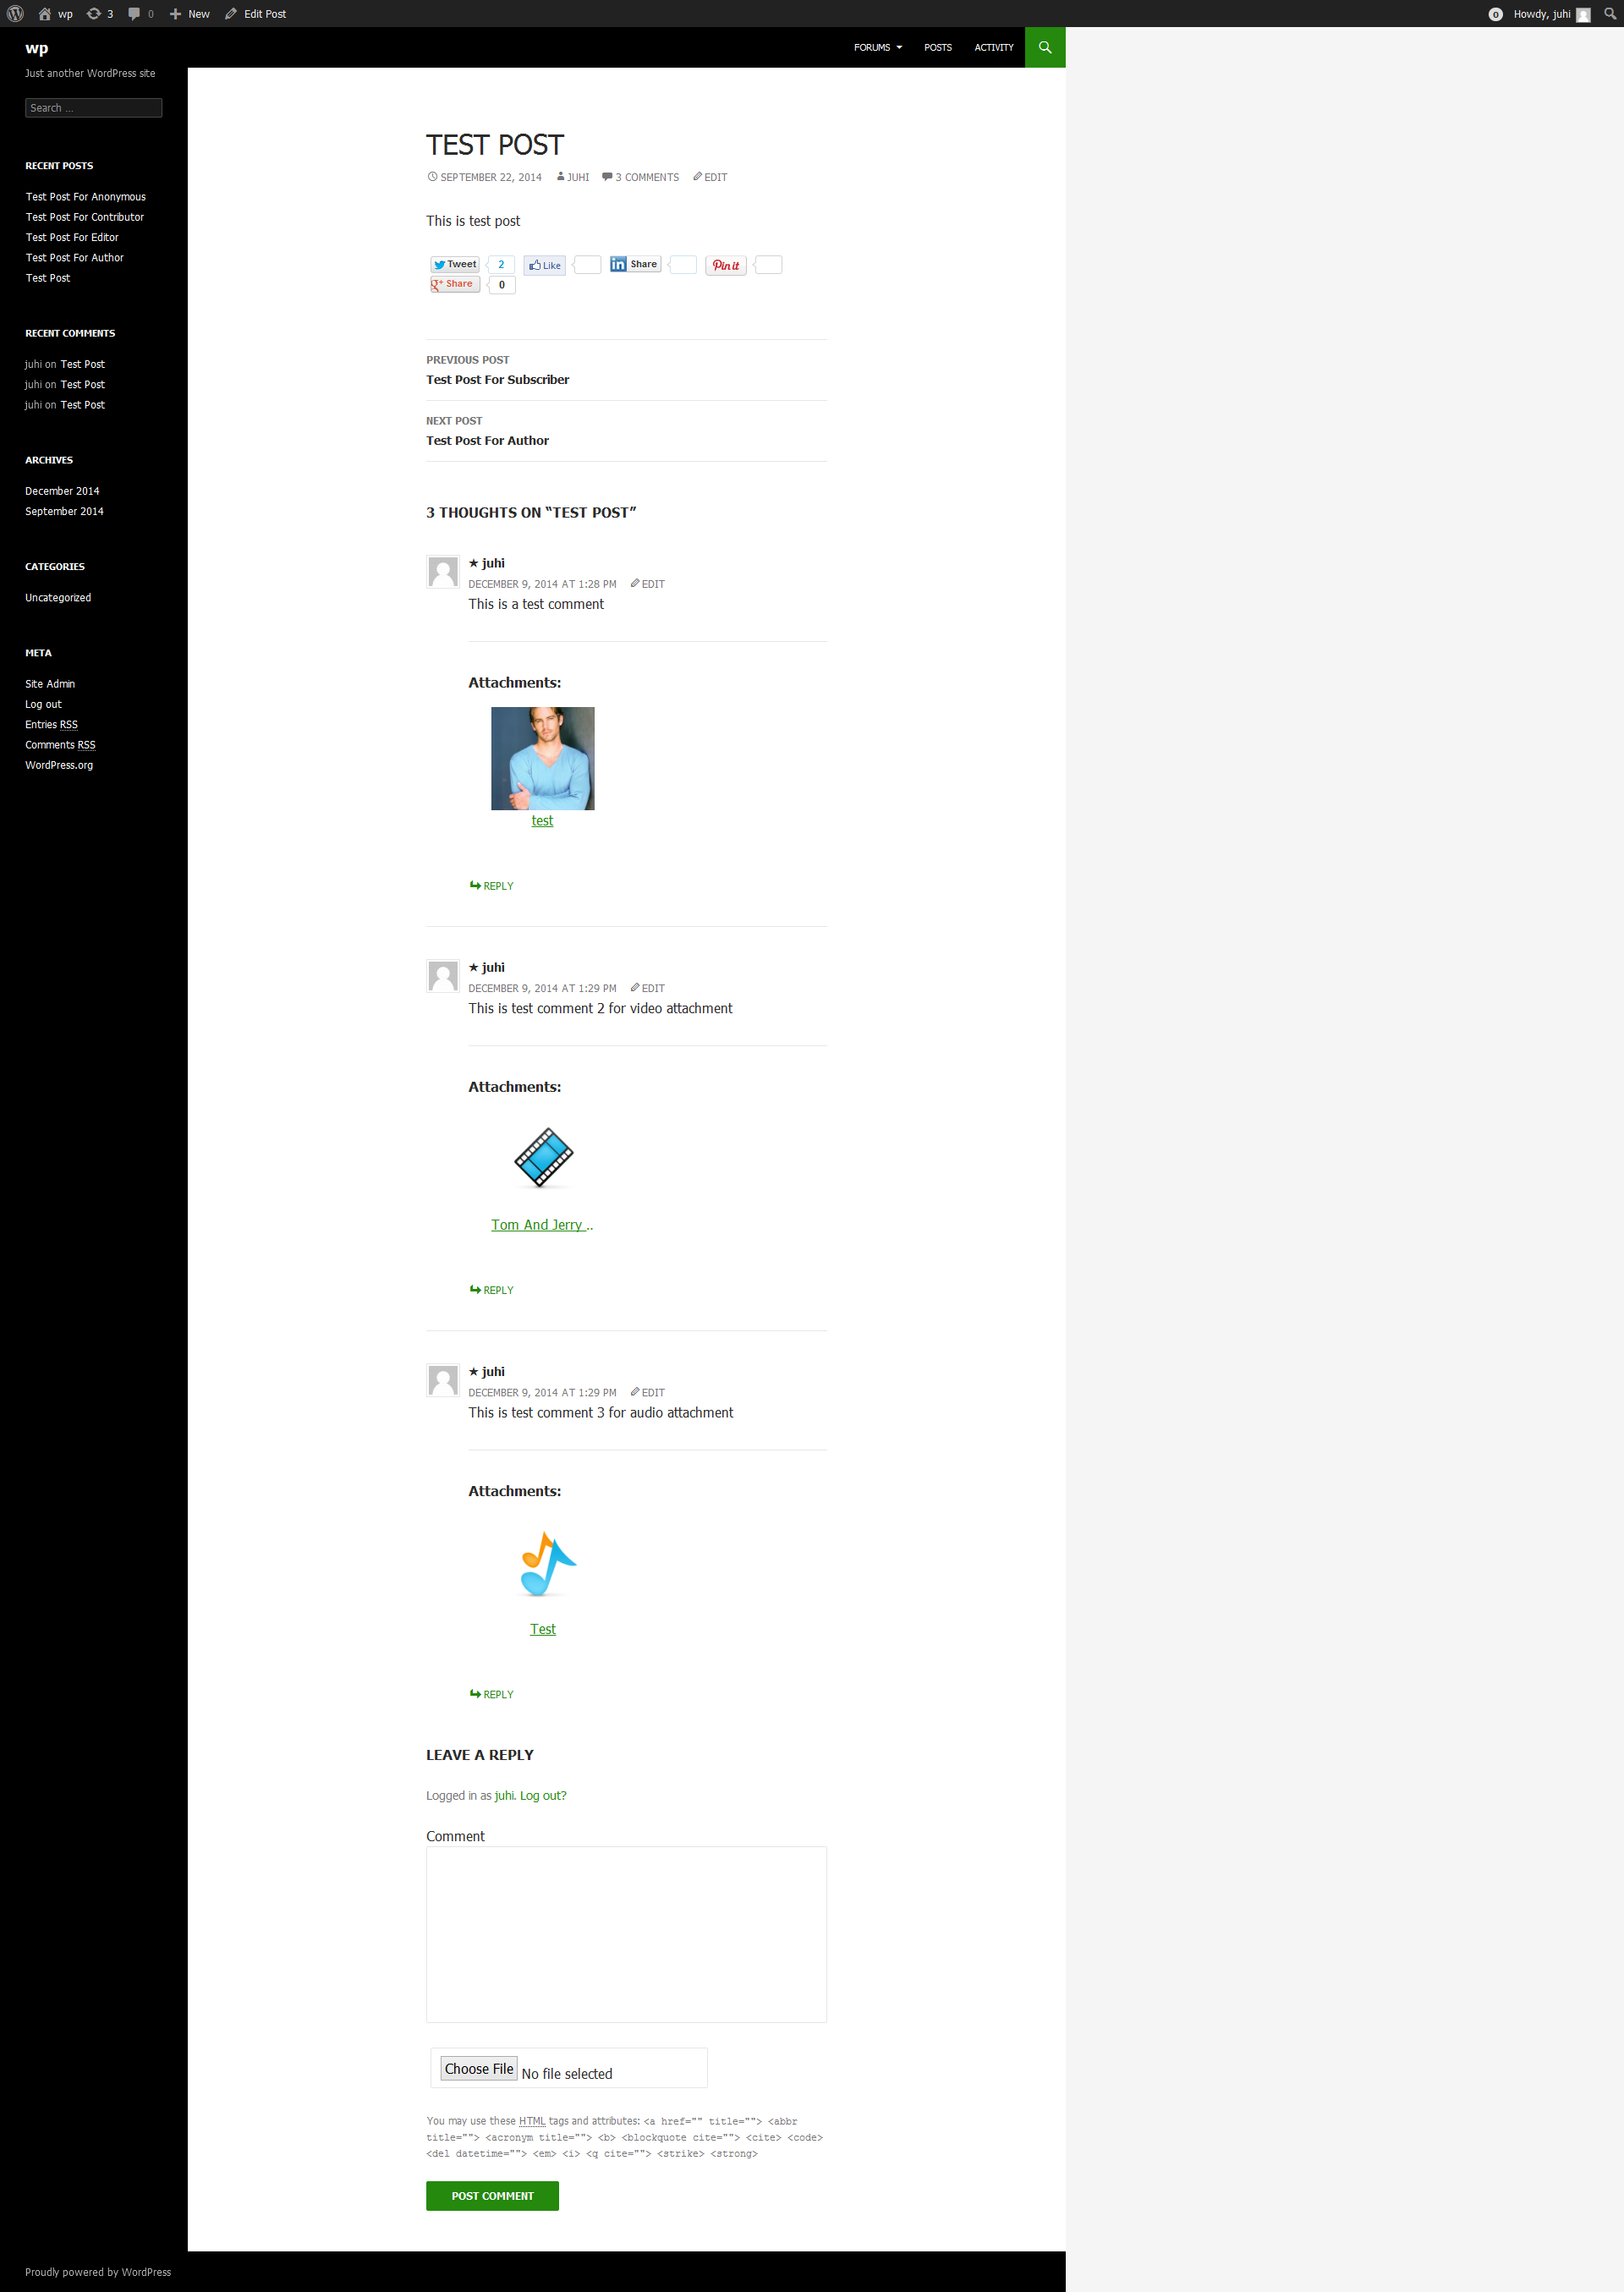 wp 3 0 New Edit Post 0 Howdy, juhi
wp
FORUMS POSTS ACTIVITY
Just another WordPress site
Search ...
RECENT POSTS
Test Post For Anonymous
Test Post For Contributor
Test Post For Editor
Test Post For Author
Test Post
RECENT COMMENTS
juhi on Test Post
juhi on Test Post
juhi on Test Post
ARCHIVES
December 2014
September 2014
CATEGORIES
Uncategorized
META
Site Admin
Log out
Entries RSS
Comments RSS
WordPress.org
TEST POST
SEPTEMBER 22, 2014 JUHI 3 COMMENTS EDIT
This is test post
Tweet 2 Like in Share Pin it
g+ Share 0
PREVIOUS POST
Test Post For Subscriber
NEXT POST
Test Post For Author
3 THOUGHTS ON “TEST POST”
★ juhi
DECEMBER 9, 2014 AT 1:28 PM EDIT
This is a test comment
Attachments:
test
REPLY
★ juhi
DECEMBER 9, 2014 AT 1:29 PM EDIT
This is test comment 2 for video attachment
Attachments:
Tom And Jerry ..
REPLY
★ juhi
DECEMBER 9, 2014 AT 1:29 PM EDIT
This is test comment 3 for audio attachment
Attachments:
Test
REPLY
LEAVE A REPLY
Logged in as juhi. Log out?
Comment
Choose File No file selected
You may use these HTML tags and attributes: <a href="" title=""> <abbr
title=""> <acronym title=""> <b> <blockquote cite=""> <cite> <code>
<del datetime=""> <em> <i> <q cite=""> <strike> <strong>
POST COMMENT
Proudly powered by WordPress